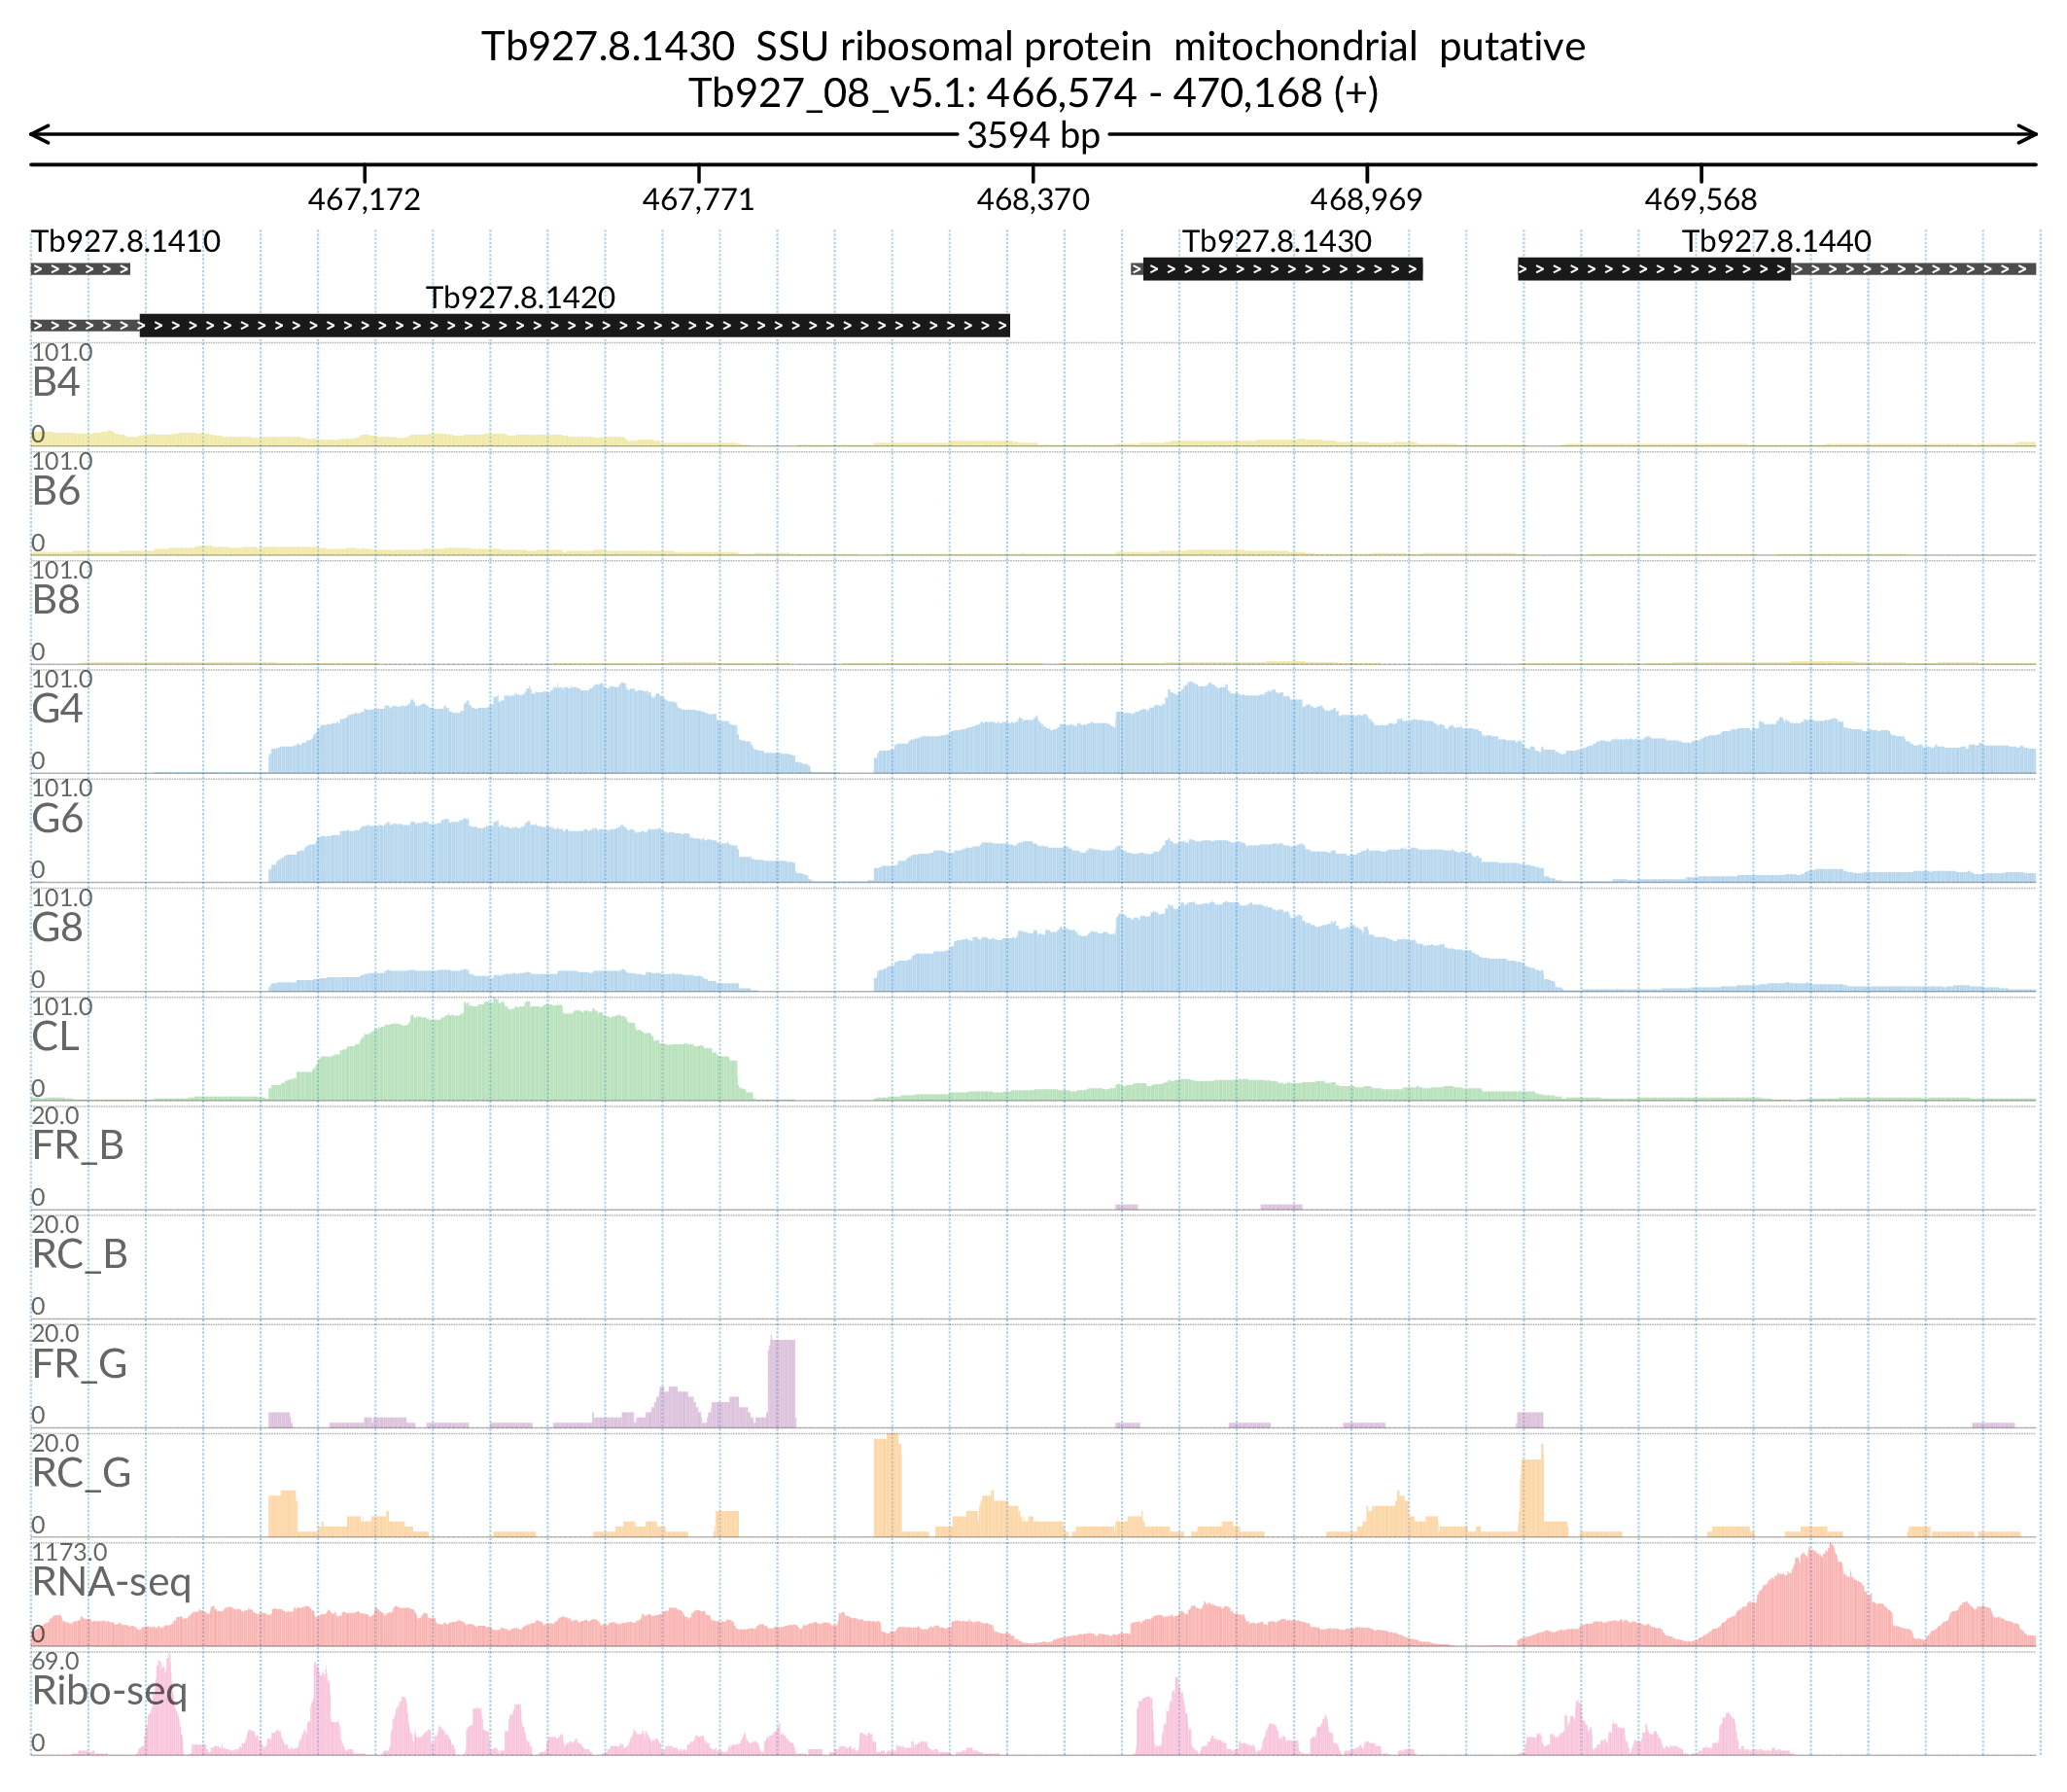 Tb927.8.1430 SSU ribosomal protein mitochondrial putative
Tb927_08_v5.1: 466,574 - 470,168 (+)
3594 bp
467,172 467,771 468,370 468,969 469,568
Tb927.8.1410 Tb927.8.1430 Tb927.8.1440
Tb927.8.1420
101.0
B4
0
101.0
B6
0
101.0
B8
0
101.0
G4
0
101.0
G6
0
101.0
G8
0
101.0
CL
0
20.0
FR_B
0
20.0
RC_B
0
20.0
FR_G
0
20.0
RC_G
0
1173.0
RNA-seq
0
69.0
Ribo-seq
0